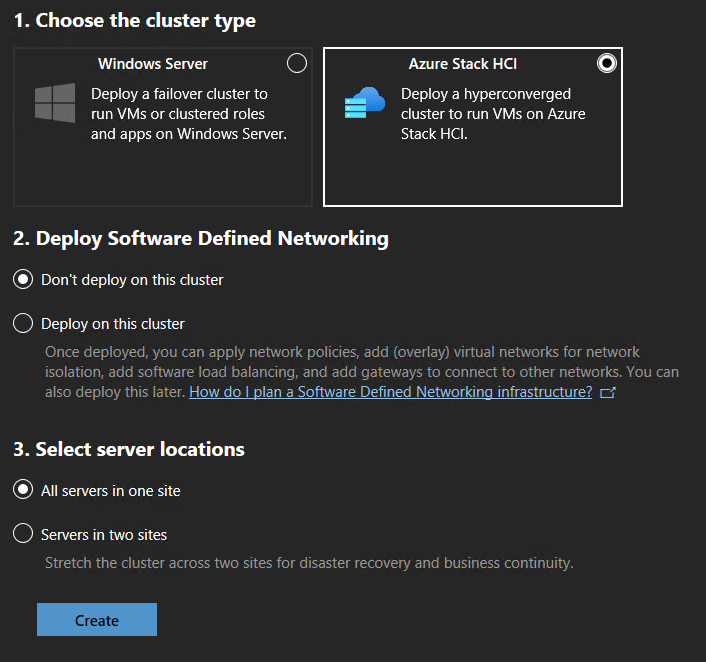 1. Choose the cluster type
Windows Server
Deploy a failover cluster to
run VMs or clustered roles
and apps on Windows Server.
Azure Stack HCI
Deploy a hyperconverged
cluster to run VMs on Azure
Stack HCI.
2. Deploy Software Defined Networking
Don't deploy on this cluster
Deploy on this cluster
Once deployed, you can apply network policies, add (overlay) virtual networks for network
isolation, add software load balancing, and add gateways to connect to other networks. You can
also deploy this later. How do I plan a Software Defined Networking infrastructure?
3. Select server locations
All servers in one site
Servers in two sites
Stretch the cluster across two sites for disaster recovery and business continuity.
Create